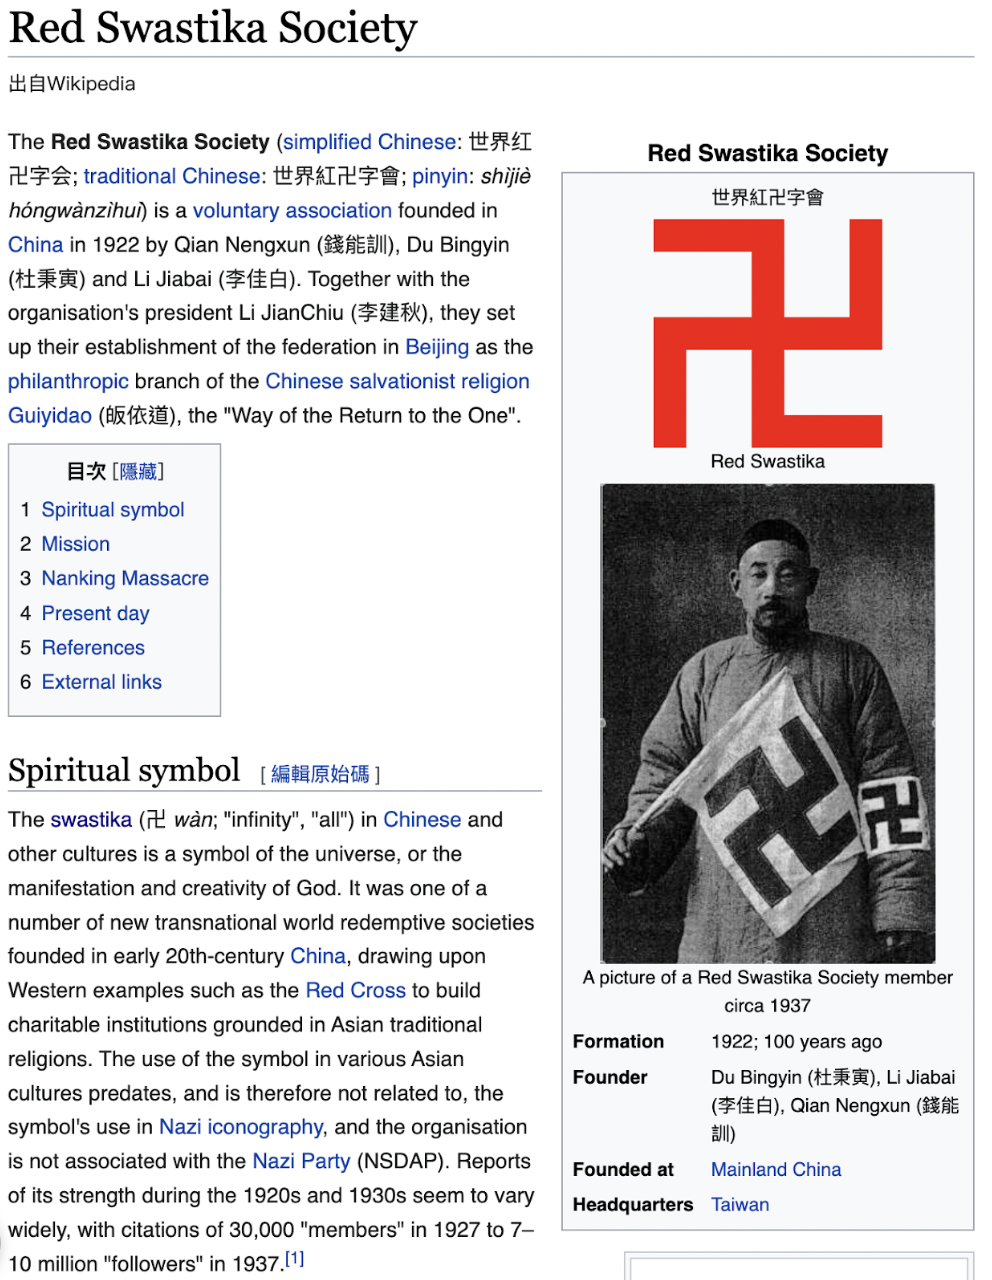 Red Swastika Society
出自Wikipedia
The Red Swastika Society (simplified Chinese: 世界红
卍字会; traditional Chinese: 世界紅卍字會; pinyin: shìjiè
hóngwànzìhuì) is a voluntary association founded in
China in 1922 by Qian Nengxun (錢能訓), Du Bingyin
(杜秉寅) and Li Jiabai (李佳白). Together with the
organisation's president Li JianChiu (李建秋), they set
up their establishment of the federation in Beijing as the
philanthropic branch of the Chinese salvationist religion
Guiyidao (皈依道), the "Way of the Return to the One".
目次 [隱藏]
1 Spiritual symbol
2 Mission
3 Nanking Massacre
4 Present day
5 References
6 External links
Spiritual symbol [ 編輯原始碼 ]
The swastika (卍 wàn; "infinity", "all") in Chinese and
other cultures is a symbol of the universe, or the
manifestation and creativity of God. It was one of a
number of new transnational world redemptive societies
founded in early 20th-century China, drawing upon
Western examples such as the Red Cross to build
charitable institutions grounded in Asian traditional
religions. The use of the symbol in various Asian
cultures predates, and is therefore not related to, the
symbol's use in Nazi iconography, and the organisation
is not associated with the Nazi Party (NSDAP). Reports
of its strength during the 1920s and 1930s seem to vary
widely, with citations of 30,000 "members" in 1927 to 7–
10 million "followers" in 1937.[1]
Red Swastika Society
世界紅卍字會
Red Swastika
A picture of a Red Swastika Society member
circa 1937
Formation 1922; 100 years ago
Founder Du Bingyin (杜秉寅), Li Jiabai
(李佳白), Qian Nengxun (錢能
訓)
Founded at Mainland China
Headquarters Taiwan